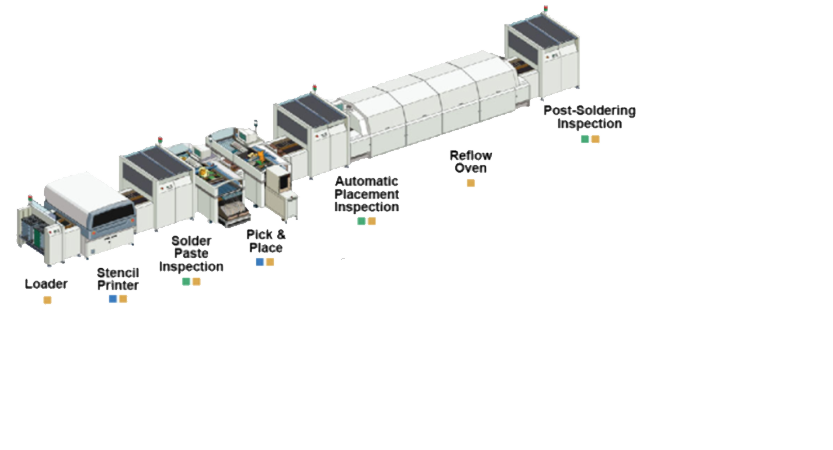 Post-Soldering
Inspection
Reflow
Oven
Automatic
Placement
Inspection
Pick &
Place
Solder
Paste
Inspection
Stencil
Printer
Loader